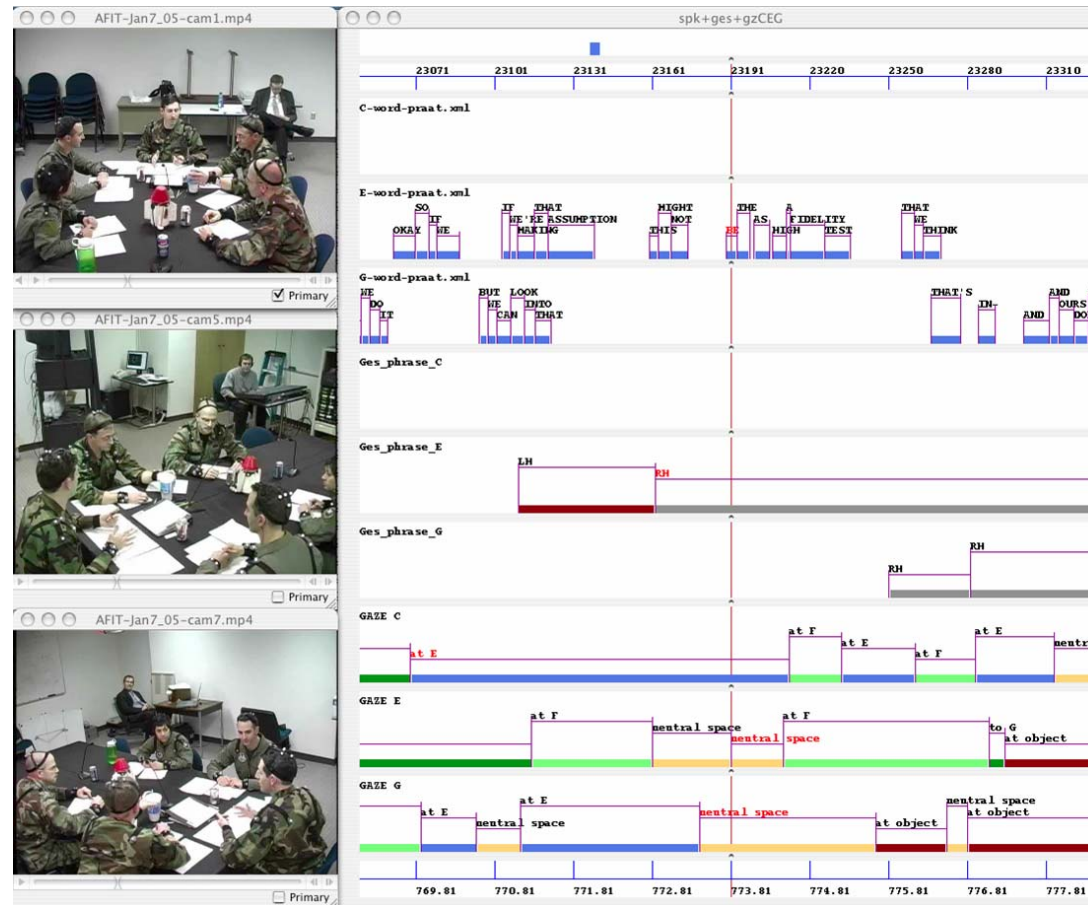 AFIT-Jan7_05-cam1.mp4
Primary
AFIT-Jan7_05-cam5.mp4
Primary
AFIT-Jan7_05-cam7.mp4
Primary
spk+ges+gzCEG
23071 23101 23131 23161 23191 23220 23250 23280 23310
C-word-praat.xml
E-word-praat.xml
SO IF THAT MIGHT THE A THAT
IF WE'RE ASSUMPTION NOT FIDELITY WE
OKAY WE MAKING THIS BE AS HIGH TEST THINK
G-word-praat.xml
WE BUT LOOK THAT'S AND
DO WE INTO IN- OURS
IT CAN THAT AND DO
Ges_phrase_C
Ges_phrase_E
LH
RH
Ges_phrase_G
RH
RH
GAZE C
at F at E
at E neutr
at E at F
GAZE E
at F at F to G
neutral space neutral space at object
GAZE G
at E neutral space
at E neutral space at object
neutral space at object
769.81 770.81 771.81 772.81 773.81 774.81 775.81 776.81 777.81